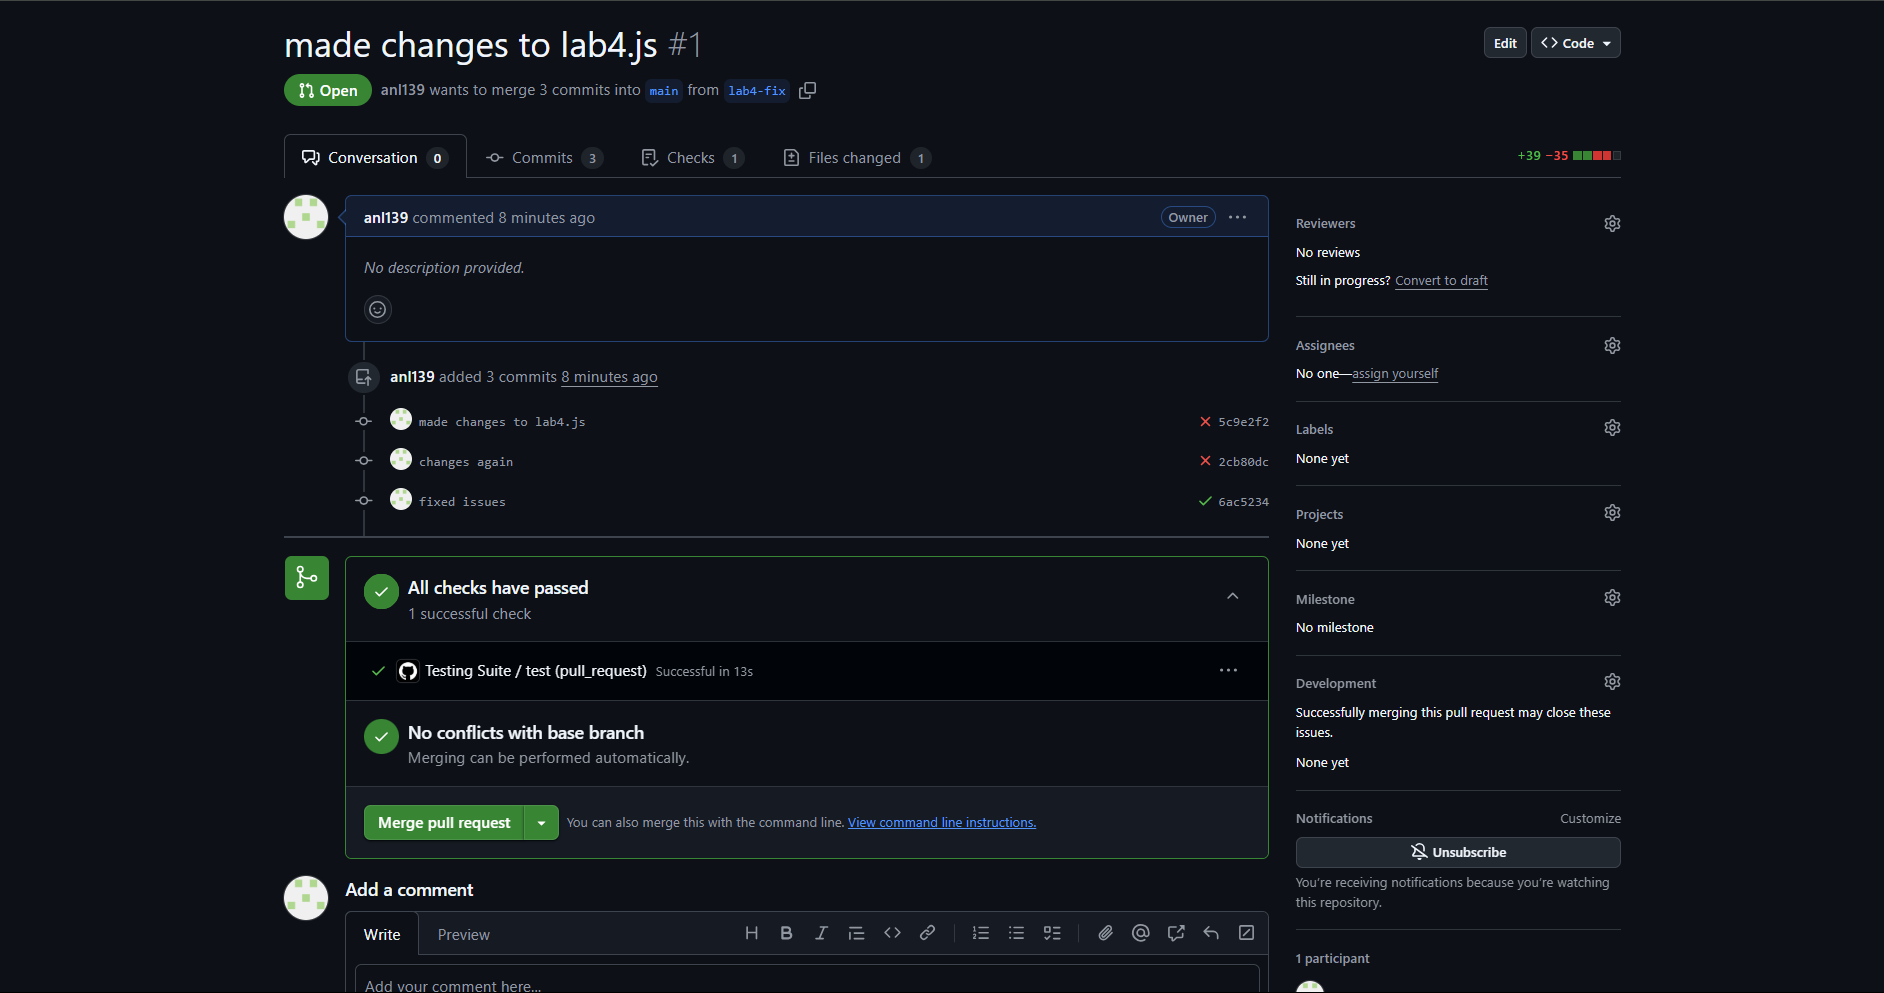 made changes to lab4.js #1
Edit
<> Code
Open
anl139 wants to merge 3 commits into main from lab4-fix
Conversation 0
Commits 3
Checks 1
Files changed 1
+39 −35
anl139 commented 8 minutes ago
Owner
No description provided.
anl139 added 3 commits 8 minutes ago
made changes to lab4.js
5c9e2f2
changes again
2cb80dc
fixed issues
6ac5234
All checks have passed
1 successful check
Testing Suite / test (pull_request) Successful in 13s
No conflicts with base branch
Merging can be performed automatically.
Merge pull request
You can also merge this with the command line. View command line instructions.
Add a comment
Write
Preview
Add your comment here...
Reviewers
No reviews
Still in progress? Convert to draft
Assignees
No one—assign yourself
Labels
None yet
Projects
None yet
Milestone
No milestone
Development
Successfully merging this pull request may close these
issues.
None yet
Notifications
Customize
Unsubscribe
You're receiving notifications because you're watching
this repository.
1 participant